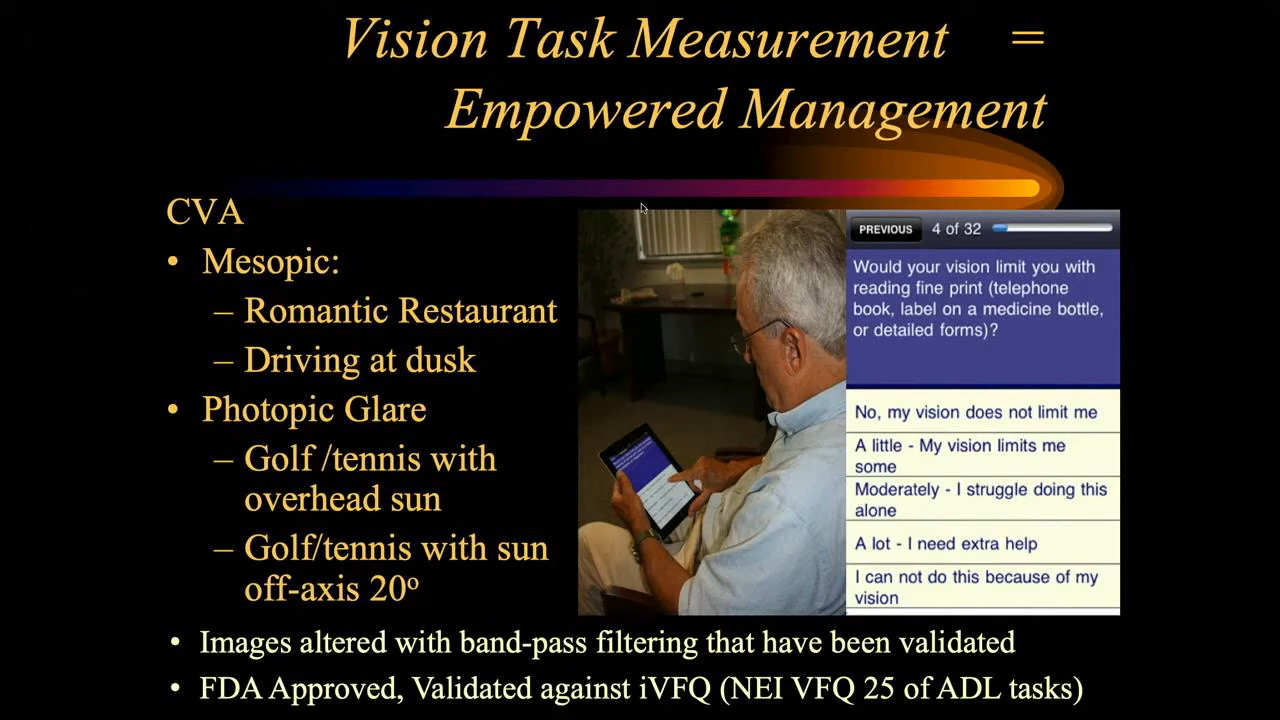 Vision Task Measurement =
Empowered Management
CVA
• Mesopic:
– Romantic Restaurant
– Driving at dusk
• Photopic Glare
– Golf /tennis with
overhead sun
– Golf/tennis with sun
off-axis 20º
PREVIOUS 4 of 32
Would your vision limit you with
reading fine print (telephone
book, label on a medicine bottle,
or detailed forms)?
No, my vision does not limit me
A little - My vision limits me
some
Moderately - I struggle doing this
alone
A lot - I need extra help
I can not do this because of my
vision
• Images altered with band-pass filtering that have been validated
• FDA Approved, Validated against iVFQ (NEI VFQ 25 of ADL tasks)